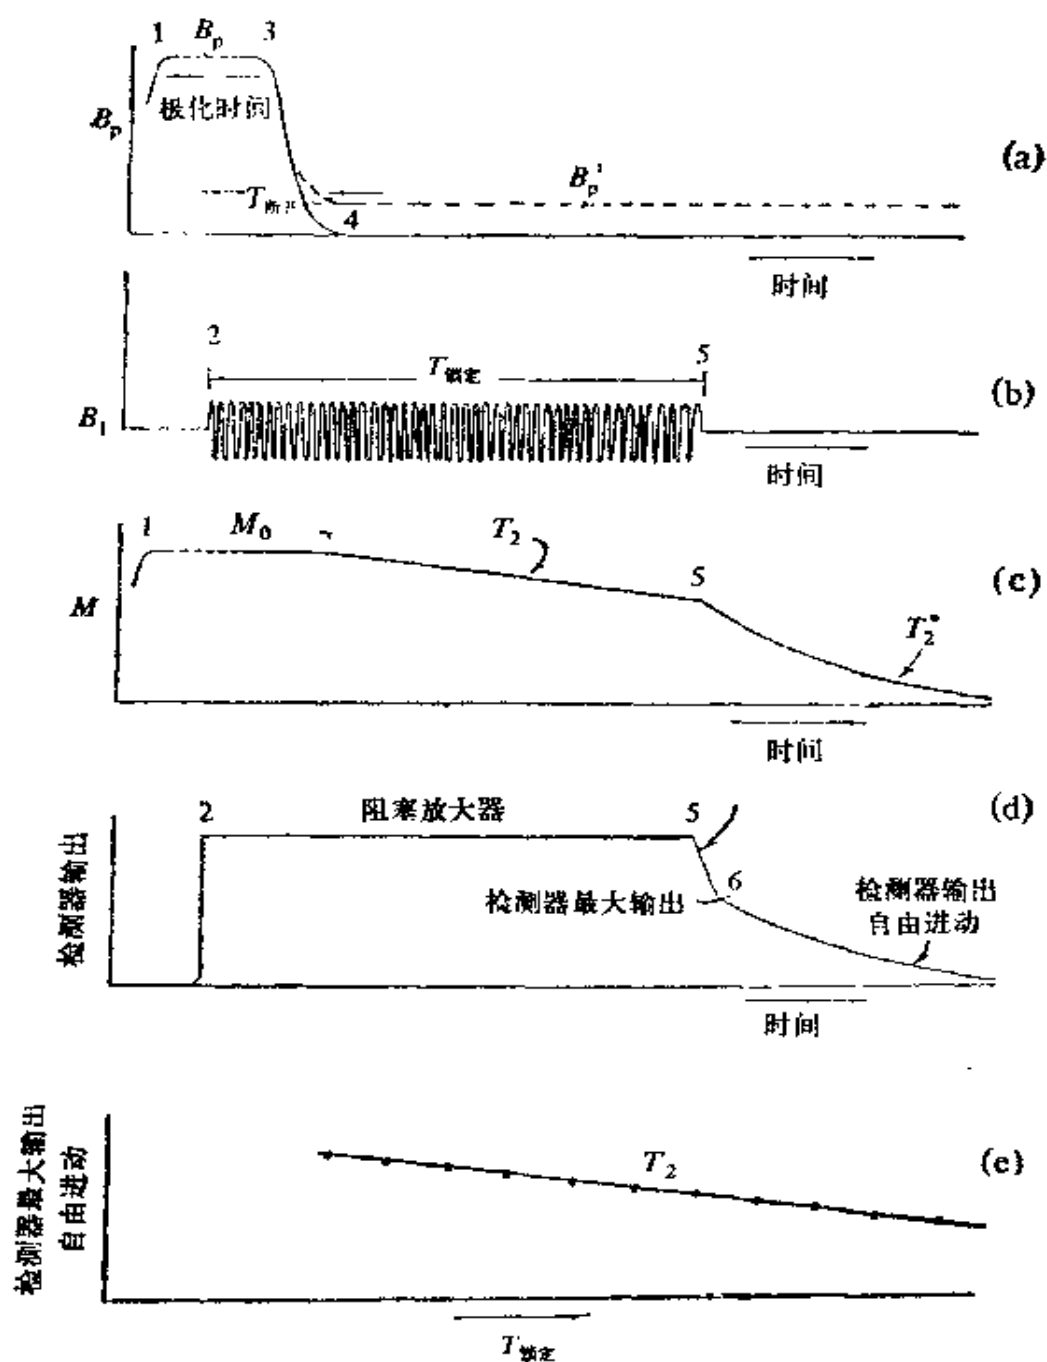 1 B_p 3
B_p
极化时间
(a)
B_p'
T断开
4
时间
2
5
T锁定
(b)
B_1
时间
1 M_0 T_2
5
(c)
M
T_2^*
时间
2 阻塞放大器 5
(d)
检测器输出
6
检测器最大输出
检测器输出
自由进动
时间
检测器最大输出
自由进动
T_2
(e)
T锁定